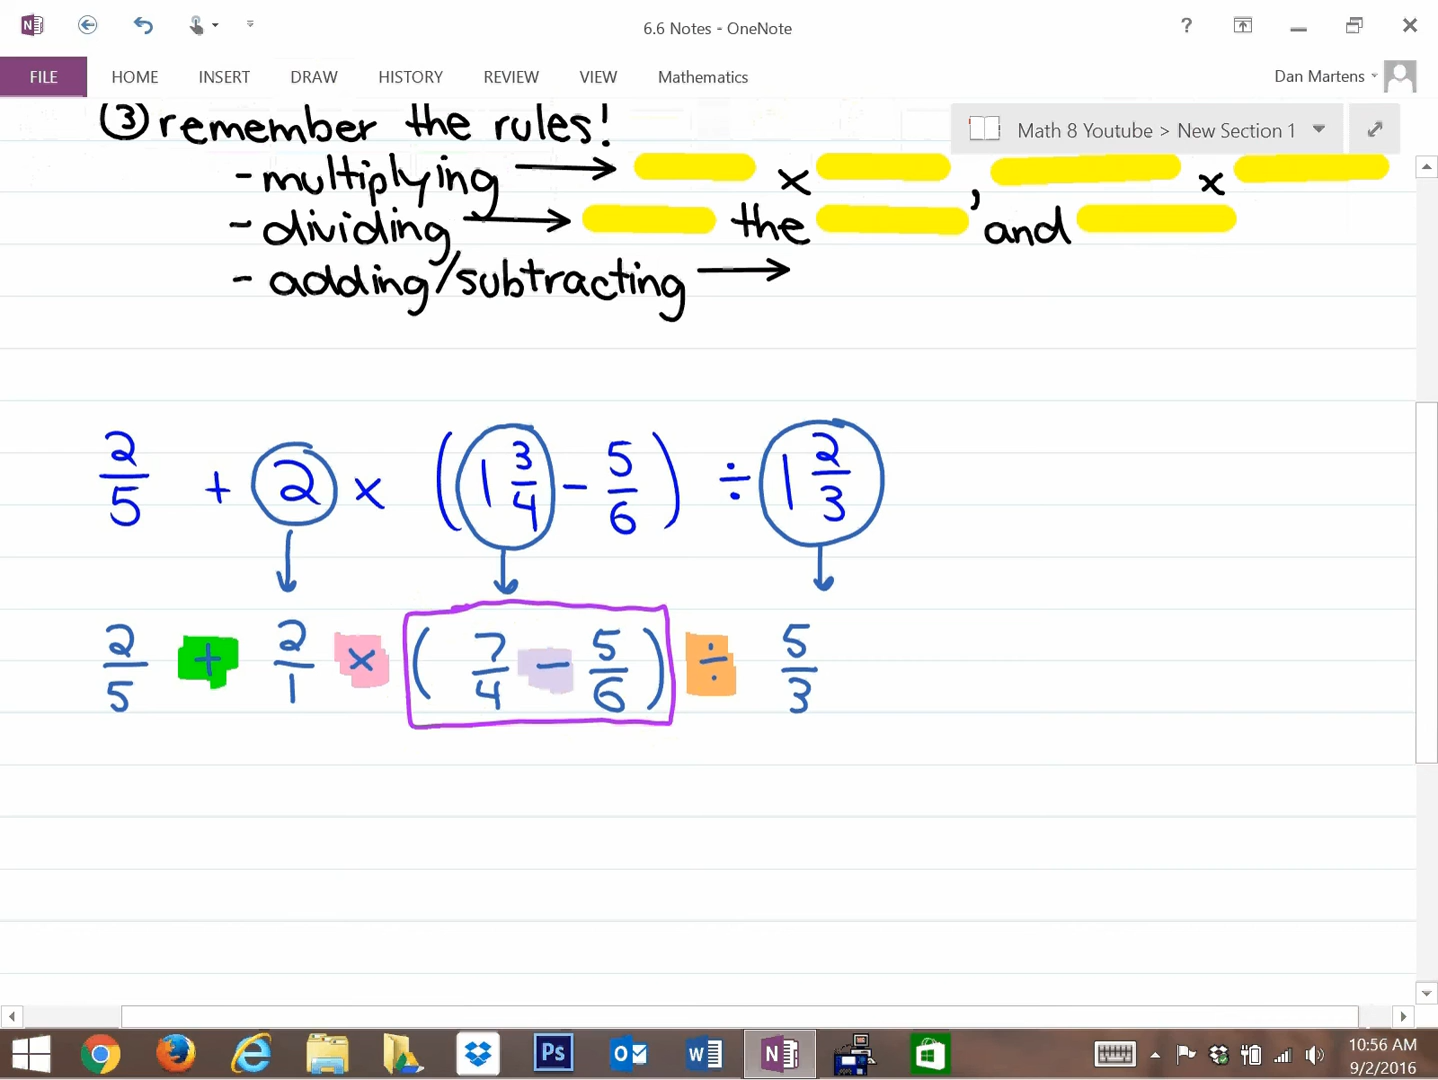 6.6 Notes - OneNote
?
FILE HOME INSERT DRAW HISTORY REVIEW VIEW Mathematics
Dan Martens
Math 8 Youtube > New Section 1
③ remember the rules!
- multiplying → x , x
- dividing → the and
- adding/subtracting →
2/5 + 2 x (1 3/4 - 5/6) ÷ 1 2/3
2/5 + 2/1 x (7/4 - 5/6) ÷ 5/3
10:56 AM
9/2/2016